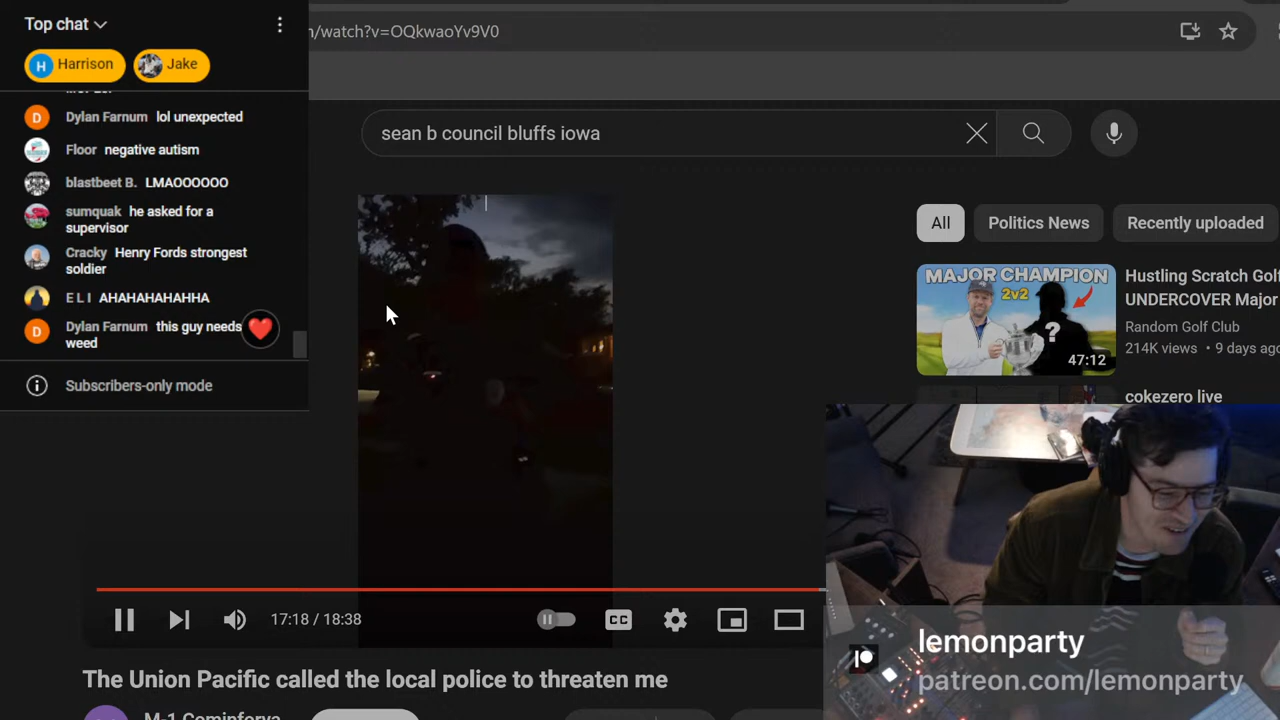 Top chat
n/watch?v=OQkwaoYv9V0
H Harrison
Jake
Dylan Farnum lol unexpected
Floor negative autism
blastbeet B. LMAOOOOOO
sumquak he asked for a
supervisor
Cracky Henry Fords strongest
soldier
E L I AHAHAHAHAHHA
D Dylan Farnum this guy needs
weed
Subscribers-only mode
sean b council bluffs iowa
All
Politics News
Recently uploaded
MAJOR CHAMPION
2v2
?
47:12
Hustling Scratch Golf
UNDERCOVER Major
Random Golf Club
214K views • 9 days ago
cokezero live
17:18 / 18:38
CC
The Union Pacific called the local police to threaten me
M-1 Cominforya
lemonparty
patreon.com/lemonparty